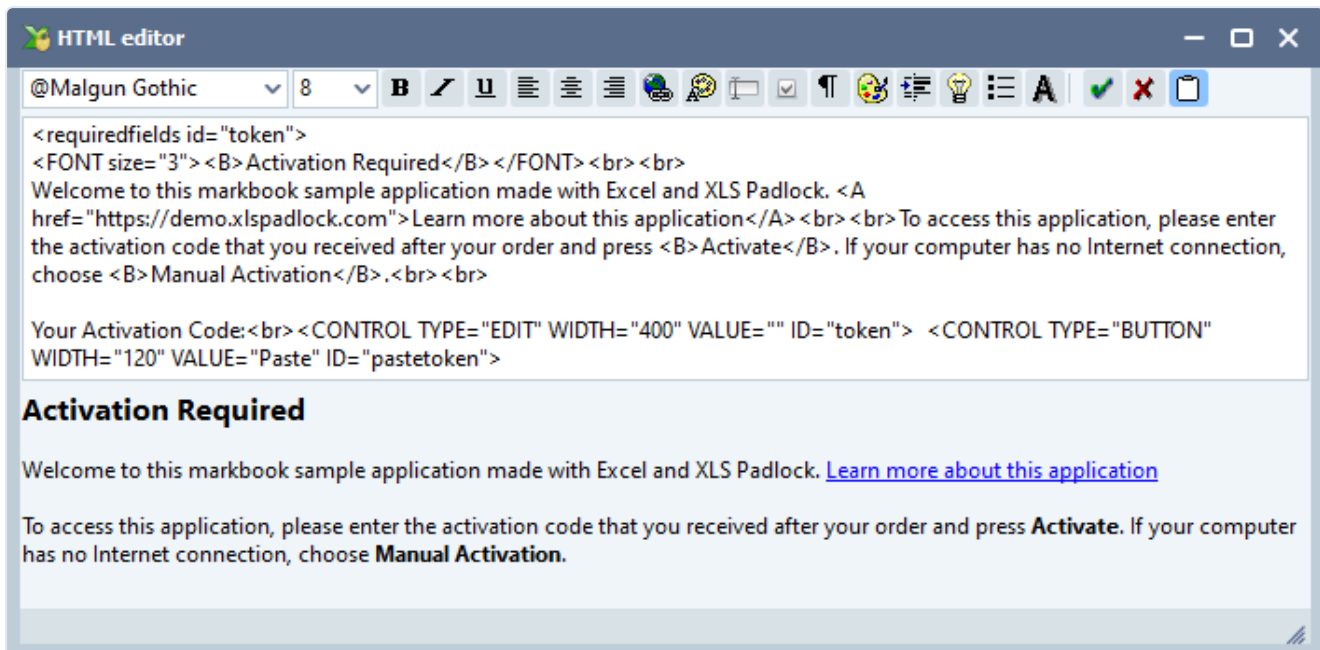 HTML editor
@Malgun Gothic 8 B I U A
<requiredfields id="token">
<FONT size="3"><B>Activation Required</B></FONT><br><br>
Welcome to this markbook sample application made with Excel and XLS Padlock. <A
href="https://demo.xlspadlock.com">Learn more about this application</A><br><br>To access this application, please enter
the activation code that you received after your order and press <B>Activate</B>. If your computer has no Internet connection,
choose <B>Manual Activation</B>.<br><br>
Your Activation Code:<br><CONTROL TYPE="EDIT" WIDTH="400" VALUE="" ID="token">  <CONTROL TYPE="BUTTON"
WIDTH="120" VALUE="Paste" ID="pastetoken">
Activation Required
Welcome to this markbook sample application made with Excel and XLS Padlock. Learn more about this application
To access this application, please enter the activation code that you received after your order and press Activate. If your computer
has no Internet connection, choose Manual Activation.